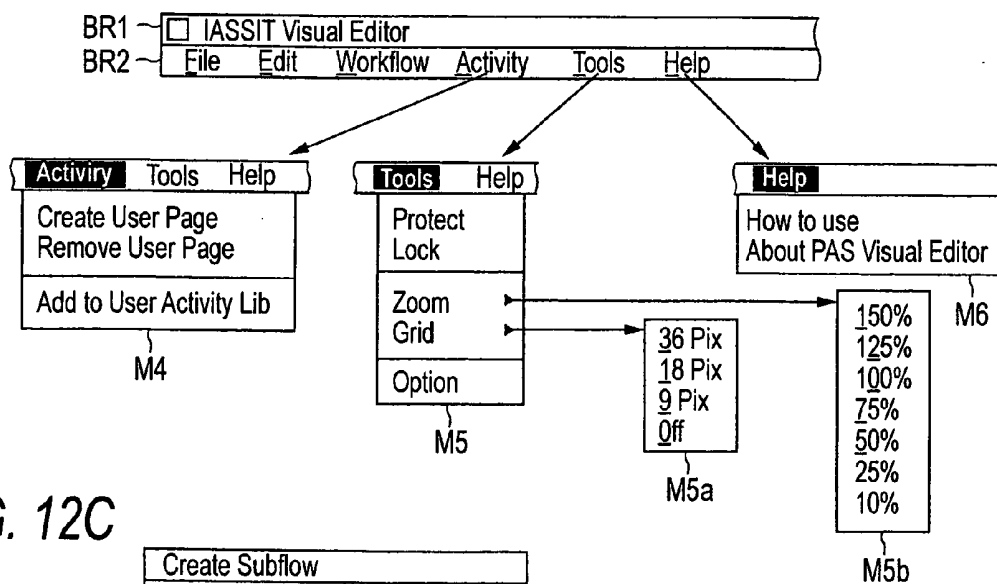 BR1 IASSIT Visual Editor
BR2 File Edit Workflow Activity Tools Help
Activiry Tools Help
Create User Page
Remove User Page
Add to User Activity Lib
M4
Tools Help
Protect
Lock
Zoom
Grid
Option
M5
36 Pix
18 Pix
9 Pix
0ff
M5a
Help
How to use
About PAS Visual Editor
M6
150%
125%
100%
75%
50%
25%
10%
M5b
G. 12C
Create Subflow